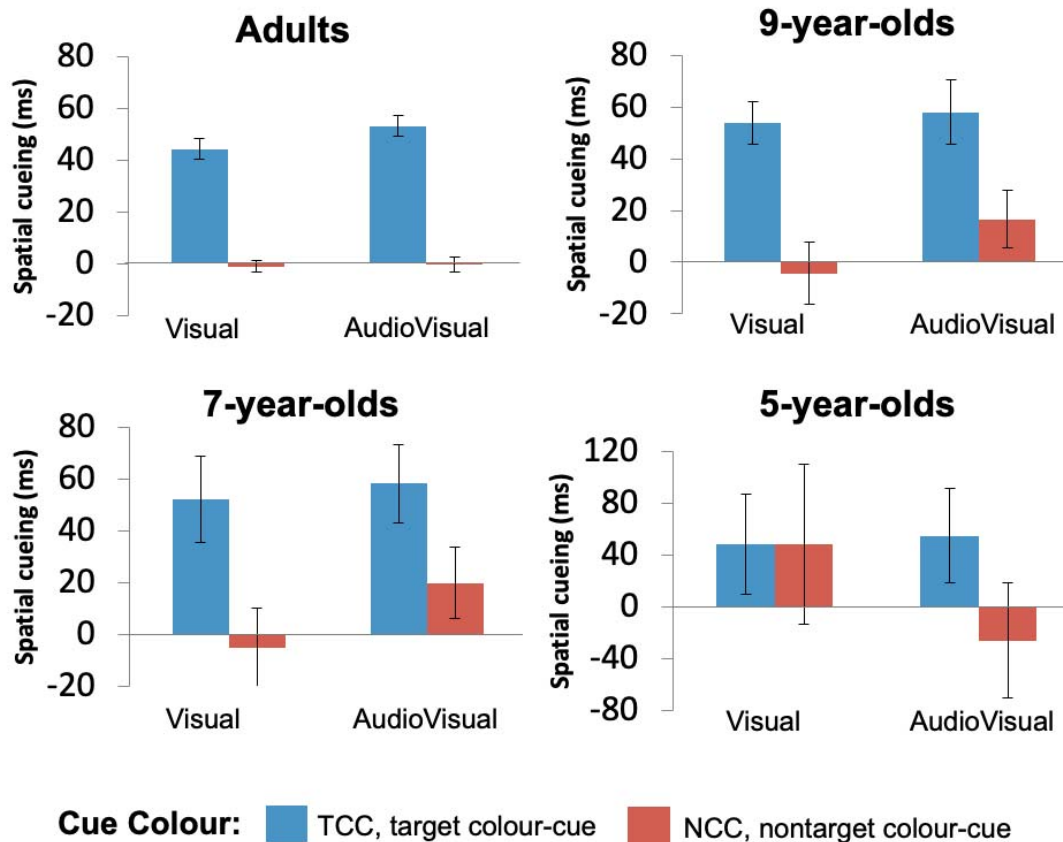 Adults
Spatial cueing (ms)
80
60
40
20
0
-20
Visual
AudioVisual
9-year-olds
Spatial cueing (ms)
80
60
40
20
0
-20
Visual
AudioVisual
7-year-olds
Spatial cueing (ms)
80
60
40
20
0
-20
Visual
AudioVisual
5-year-olds
Spatial cueing (ms)
120
80
40
0
-40
-80
Visual
AudioVisual
Cue Colour: TCC, target colour-cue NCC, nontarget colour-cue